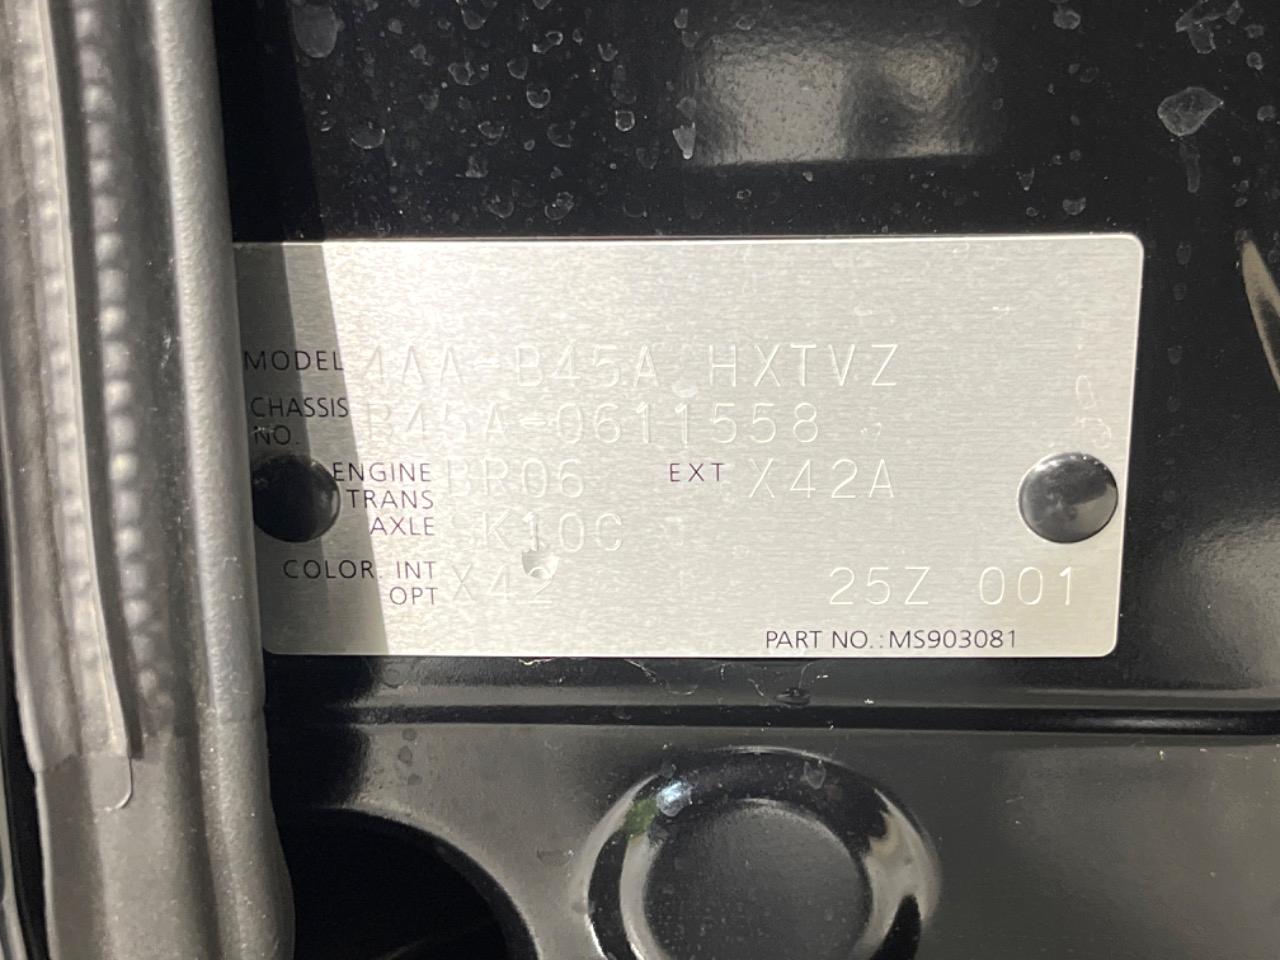 MODEL 4AA-B45A HXTVZ
CHASSIS NO. B45A-0611558
ENGINE BR06 EXT X42A
TRANS AXLE K10C
COLOR. INT X42
OPT 25Z 001
PART NO.: MS903081